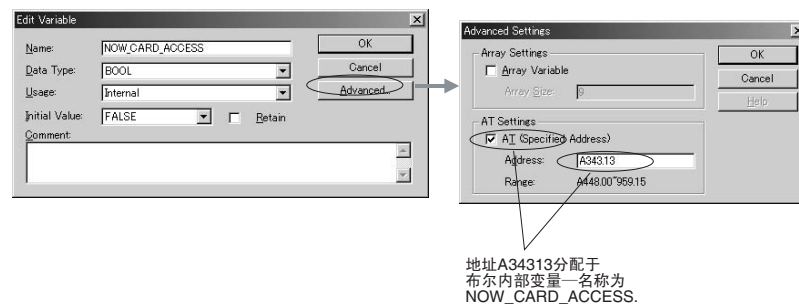 Edit Variable
Name:
NOW_CARD_ACCESS
OK
Data Type:
BOOL
Cancel
Usage:
Internal
Advanced...
Initial Value:
FALSE
Retain
Comment:
Advanced Settings
Array Settings
OK
Array Variable
Cancel
Array Size:
9
Help
AT Settings
AT (Specified Address)
Address:
A343.13
Range:
A448.00~959.15
地址A34313分配于
布尔内部变量—名称为
NOW_CARD_ACCESS.